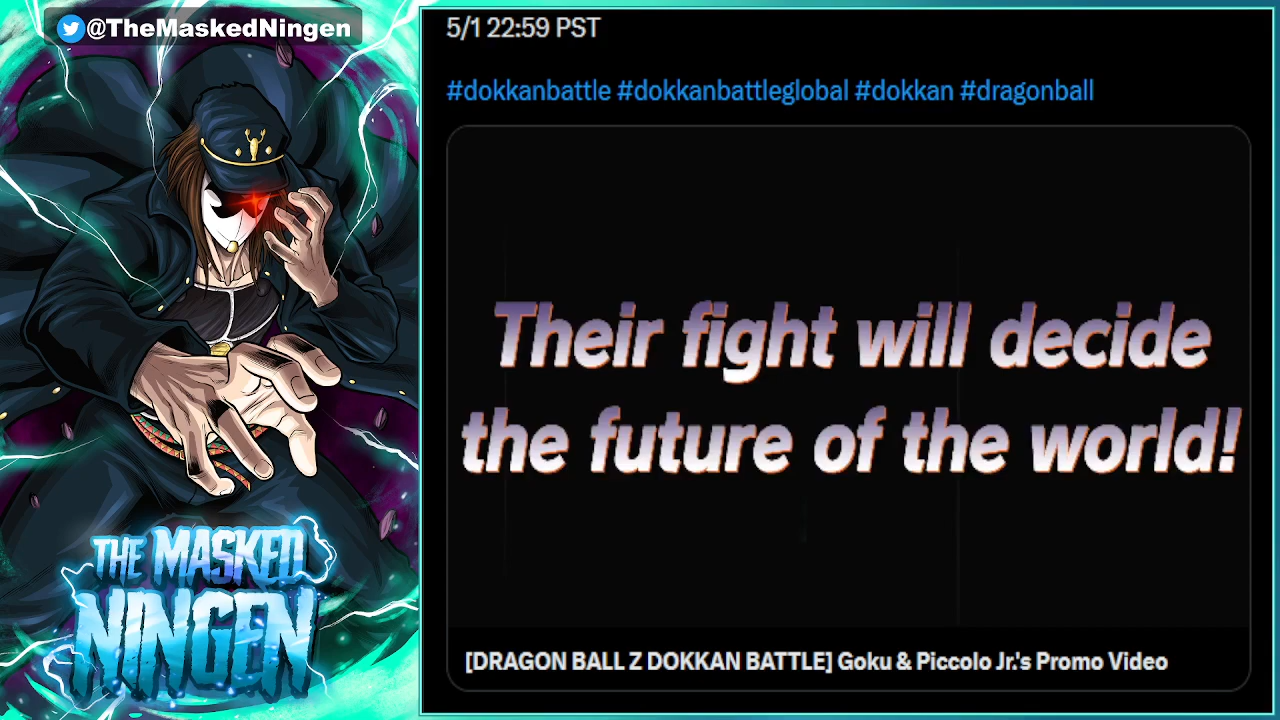 @TheMaskedNingen
THE MASKED
NINGEN
5/1 22:59 PST
#dokkanbattle #dokkanbattleglobal #dokkan #dragonball
Their fight will decide
the future of the world!
[DRAGON BALL Z DOKKAN BATTLE] Goku & Piccolo Jr.'s Promo Video